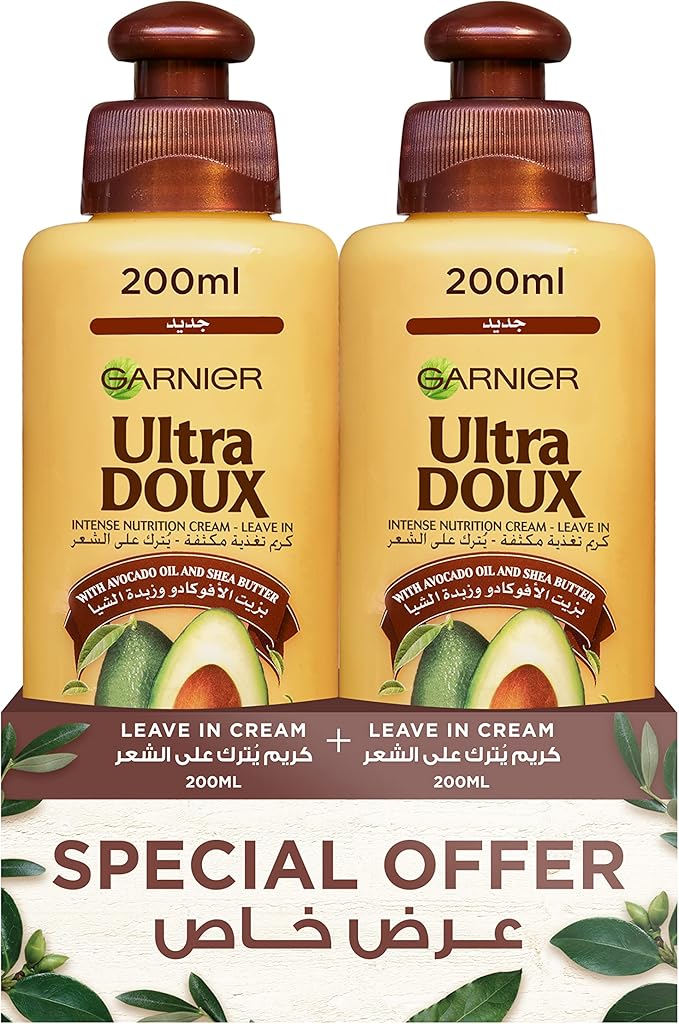 200ml
جديد
GARNIER
Ultra
DOUX
INTENSE NUTRITION CREAM - LEAVE IN
كريم تغذية مكثفة - يُترك على الشعر
WITH AVOCADO OIL AND SHEA BUTTER
بزيت الأفوكادو وزبدة الشيا
200ml
جديد
GARNIER
Ultra
DOUX
INTENSE NUTRITION CREAM - LEAVE IN
كريم تغذية مكثفة - يُترك على الشعر
WITH AVOCADO OIL AND SHEA BUTTER
بزيت الأفوكادو وزبدة الشيا
LEAVE IN CREAM + LEAVE IN CREAM
كريم يُترك على الشعر كريم يُترك على الشعر
200ML 200ML
SPECIAL OFFER
عرض خاص